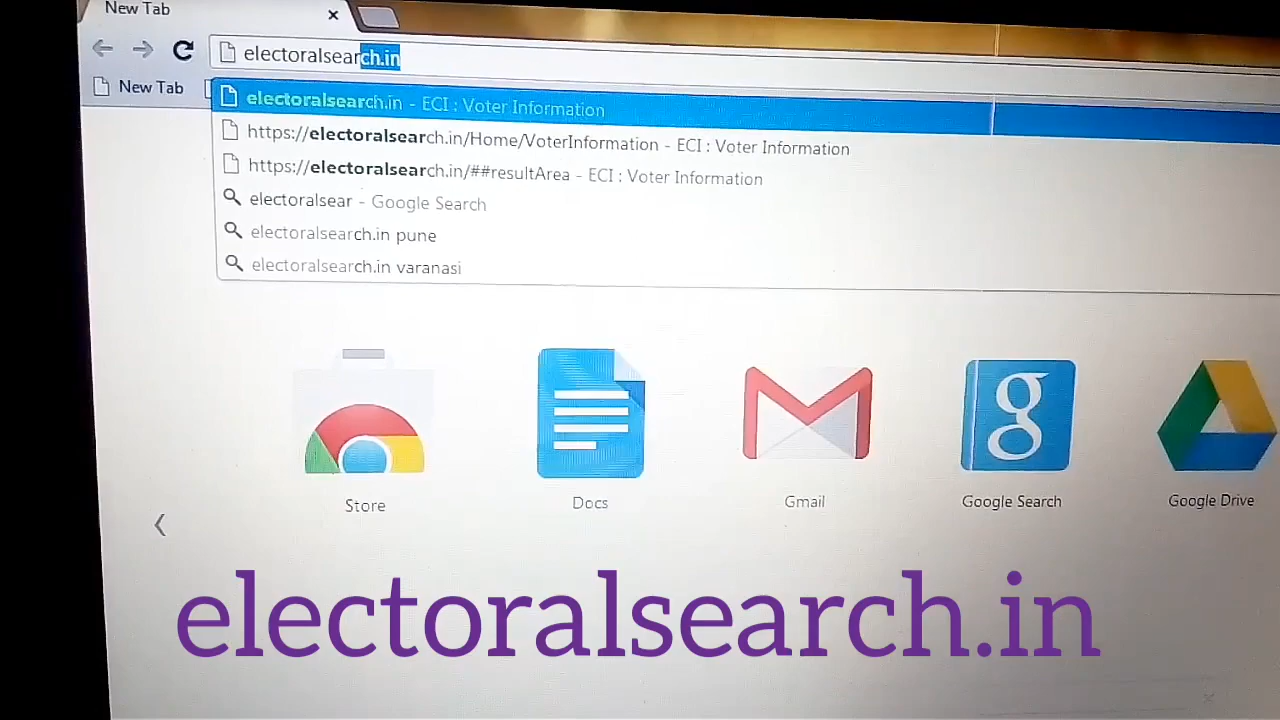 New Tab
electoralsearch.in
New Tab
electoralsearch.in - ECI : Voter Information
https://electoralsearch.in/Home/VoterInformation - ECI : Voter Information
https://electoralsearch.in/##resultArea - ECI : Voter Information
electoralsear - Google Search
electoralsearch.in pune
electoralsearch.in varanasi
Store
Docs
Gmail
Google Search
Google Drive
electoralsearch.in